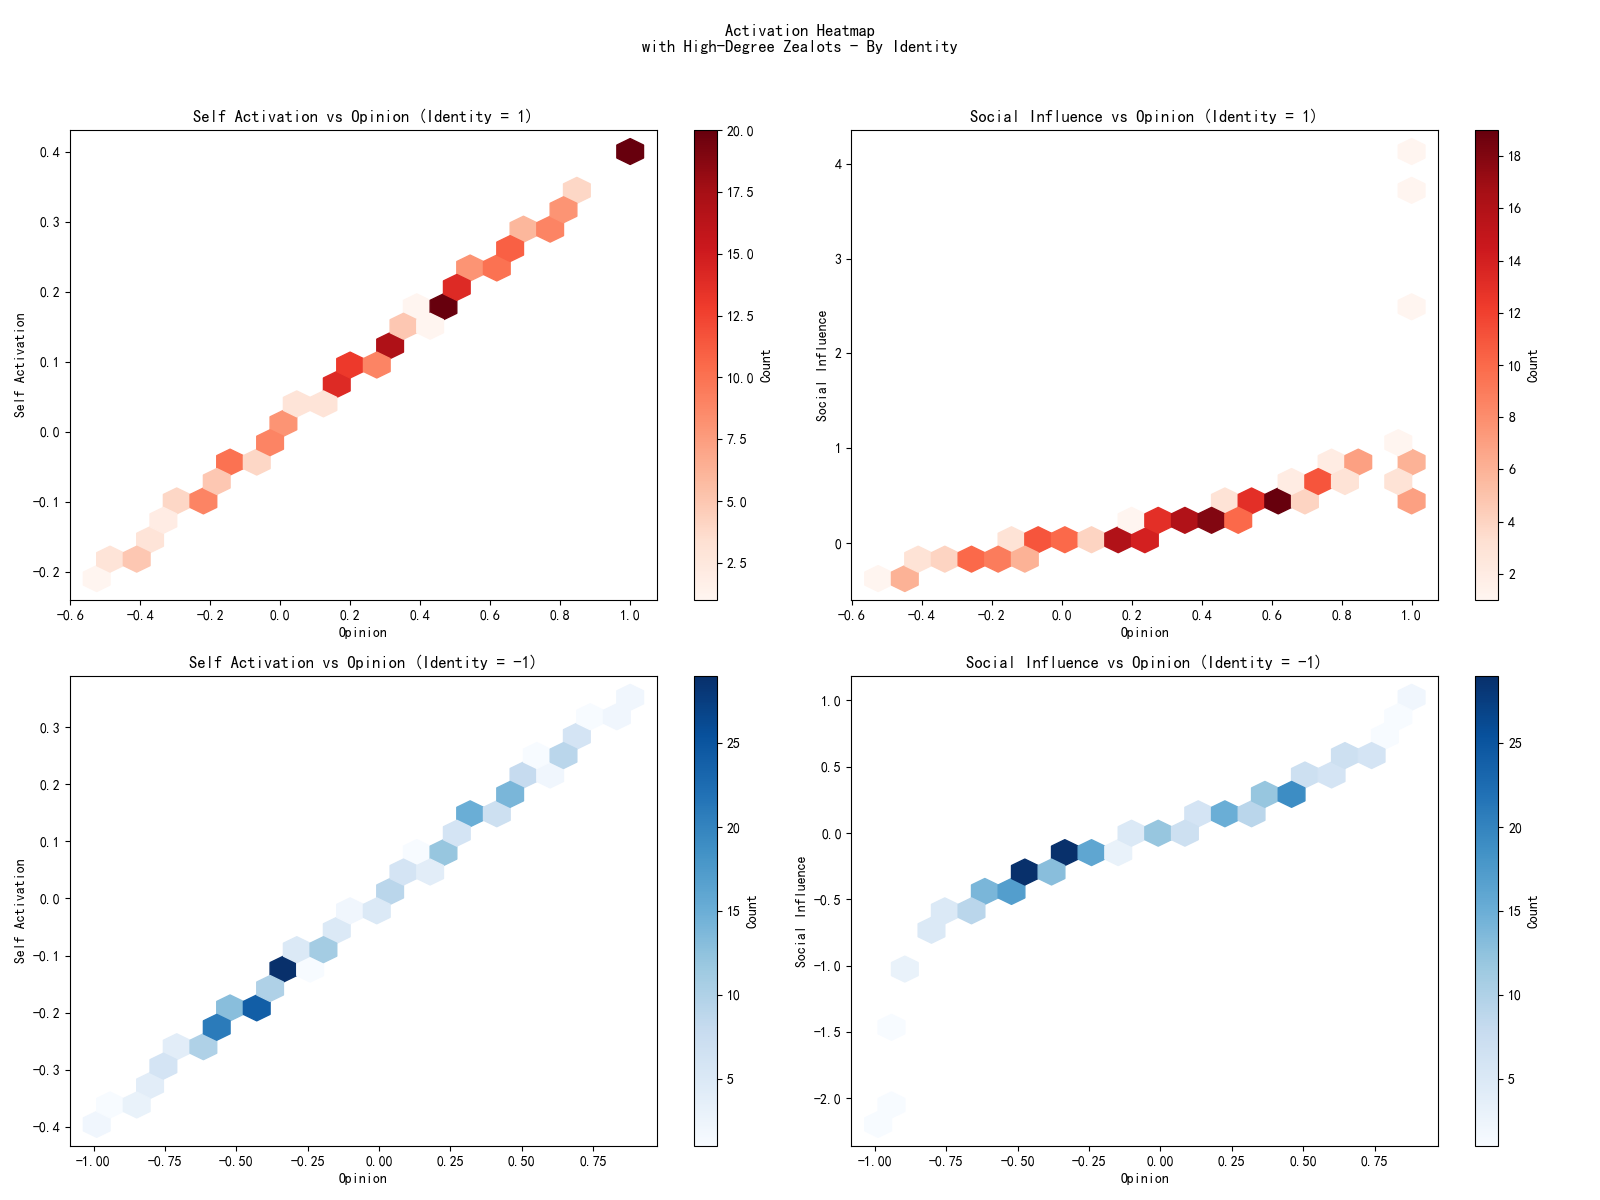 Activation Heatmap
with High-Degree Zealots - By Identity
Self Activation vs Opinion (Identity = 1)
Self Activation
0.4
0.3
0.2
0.1
0.0
-0.1
-0.2
-0.6 -0.4 -0.2 0.0 0.2 0.4 0.6 0.8 1.0
Opinion
20.0
17.5
15.0
12.5
10.0
7.5
5.0
2.5
Count
Social Influence vs Opinion (Identity = 1)
Social Influence
4
3
2
1
0
-0.6 -0.4 -0.2 0.0 0.2 0.4 0.6 0.8 1.0
Opinion
18
16
14
12
10
8
6
4
2
Count
Self Activation vs Opinion (Identity = -1)
Self Activation
0.3
0.2
0.1
0.0
-0.1
-0.2
-0.3
-0.4
-1.00 -0.75 -0.50 -0.25 0.00 0.25 0.50 0.75
Opinion
25
20
15
10
5
Count
Social Influence vs Opinion (Identity = -1)
Social Influence
1.0
0.5
0.0
-0.5
-1.0
-1.5
-2.0
-1.00 -0.75 -0.50 -0.25 0.00 0.25 0.50 0.75
Opinion
25
20
15
10
5
Count